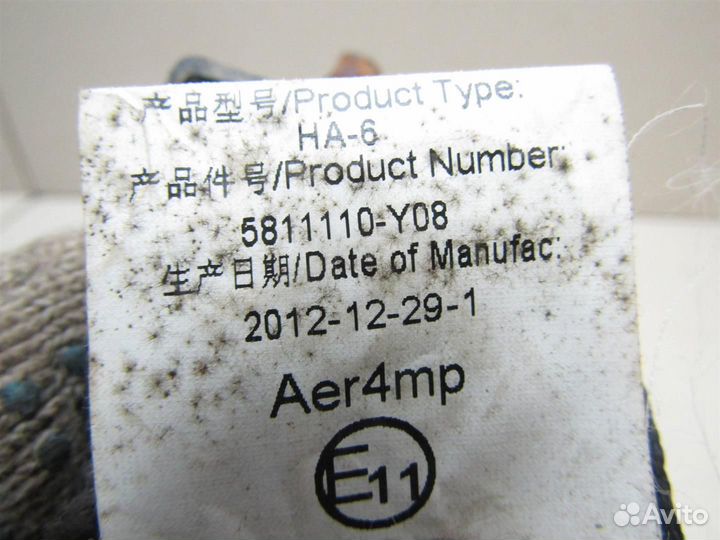 产品型号/Product Type:
HA-6
产品件号/Product Number:
5811110-Y08
生产日期/Date of Manufac:
2012-12-29-1
Aer4mp
E11
Avito